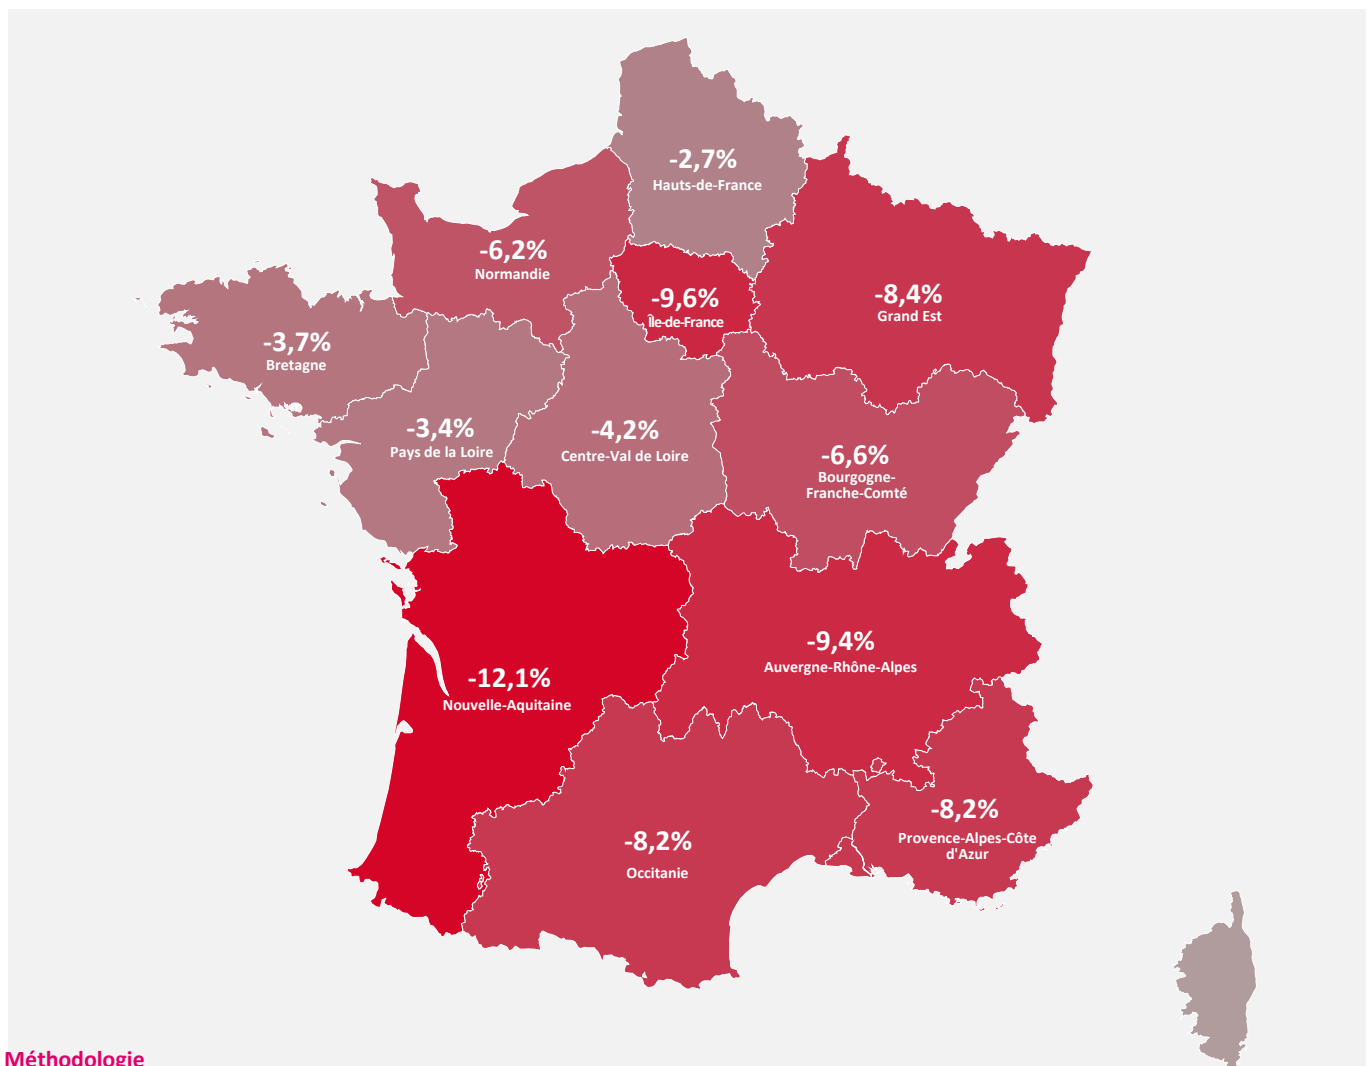 -2,7%
Hauts-de-France
-6,2%
Normandie
-9,6%
Île-de-France
-8,4%
Grand Est
-3,7%
Bretagne
-3,4%
Pays de la Loire
-4,2%
Centre-Val de Loire
-6,6%
Bourgogne-
Franche-Comté
-12,1%
Nouvelle-Aquitaine
-9,4%
Auvergne-Rhône-Alpes
-8,2%
Occitanie
-8,2%
Provence-Alpes-Côte
d'Azur
Méthodologie